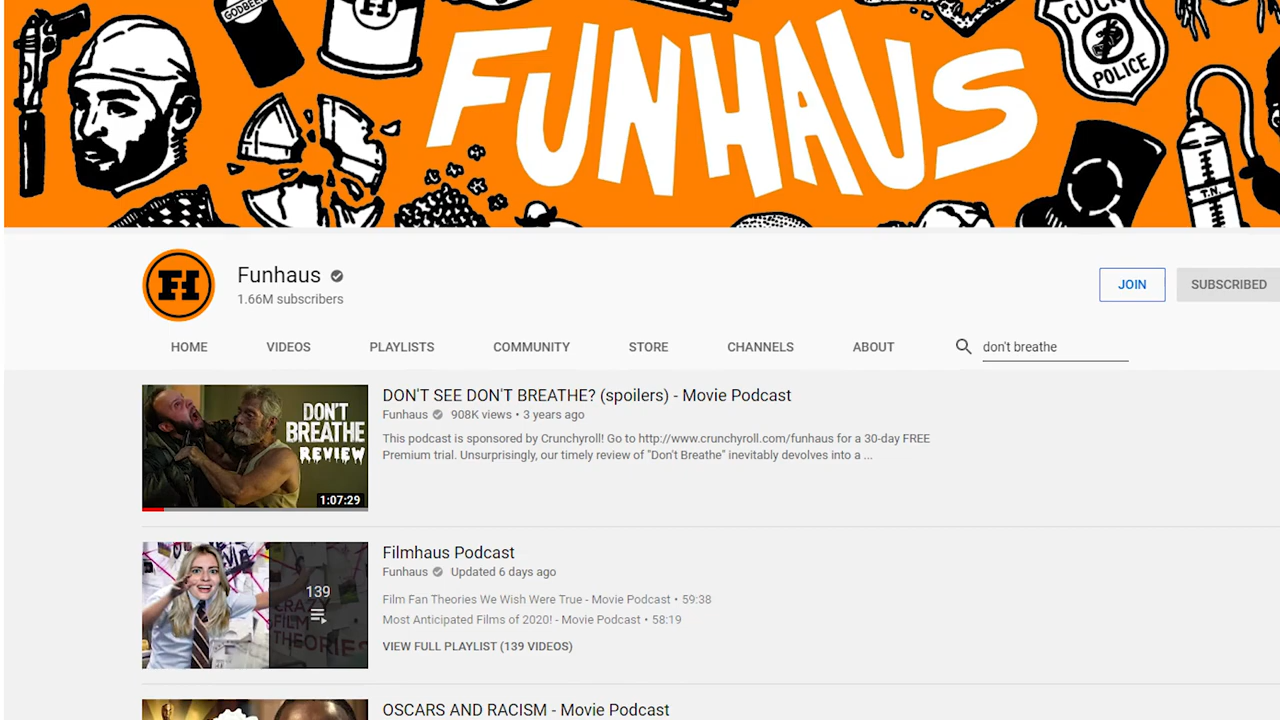 GODBEER
H
FUNHAUS
CUCK
POLICE
T.N.
FH
Funhaus
1.66M subscribers
JOIN
SUBSCRIBED
HOME
VIDEOS
PLAYLISTS
COMMUNITY
STORE
CHANNELS
ABOUT
don't breathe
DON'T
BREATHE
REVIEW
1:07:29
DON'T SEE DON'T BREATHE? (spoilers) - Movie Podcast
Funhaus 908K views • 3 years ago
This podcast is sponsored by Crunchyroll! Go to http://www.crunchyroll.com/funhaus for a 30-day FREE
Premium trial. Unsurprisingly, our timely review of "Don't Breathe" inevitably devolves into a ...
139
CRAZY
FILM
THEORIES
Filmhaus Podcast
Funhaus Updated 6 days ago
Film Fan Theories We Wish Were True - Movie Podcast • 59:38
Most Anticipated Films of 2020! - Movie Podcast • 58:19
VIEW FULL PLAYLIST (139 VIDEOS)
OSCARS AND RACISM - Movie Podcast